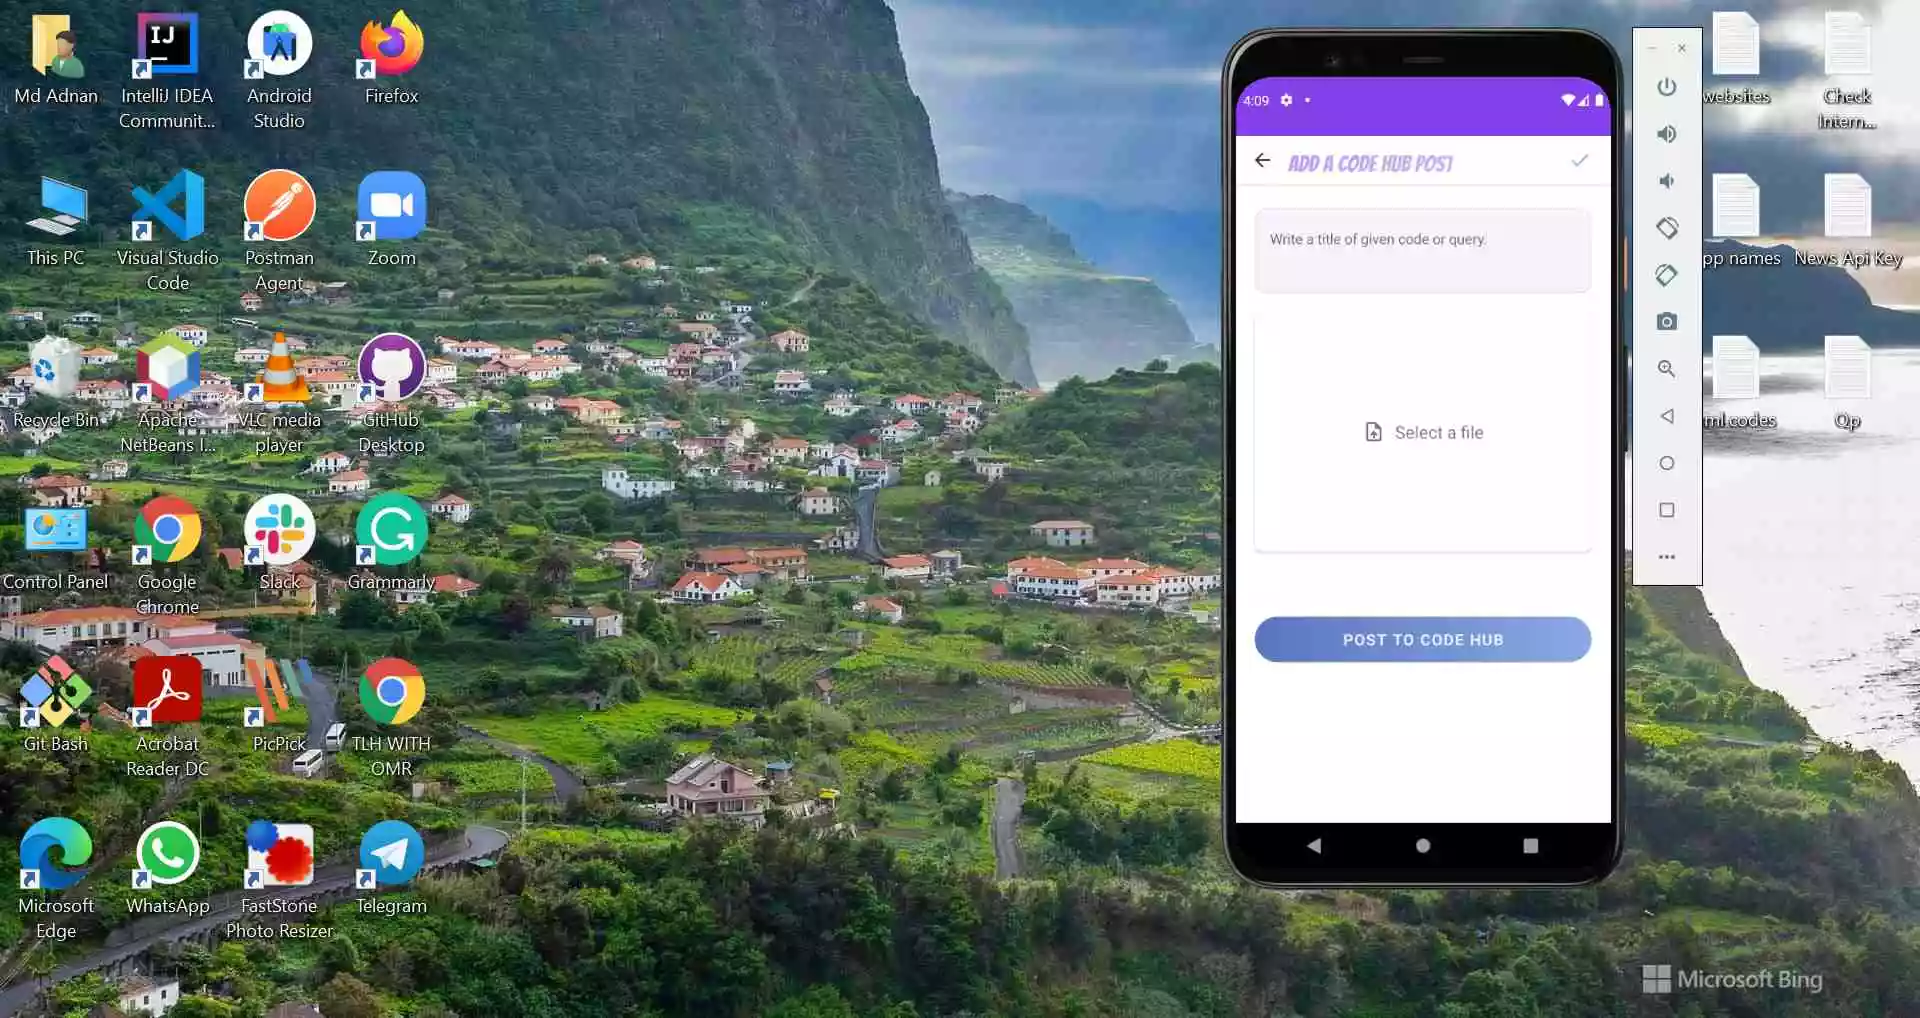 Md Adnan
IntelliJ IDEA
Communit...
Android
Studio
Firefox
This PC
Visual Studio
Code
Postman
Agent
Zoom
Recycle Bin
Apache
NetBeans I...
VLC media
player
GitHub
Desktop
Control Panel
Google
Chrome
Slack
Grammarly
Git Bash
Acrobat
Reader DC
PicPick
TLH WITH
OMR
Microsoft
Edge
WhatsApp
FastStone
Photo Resizer
Telegram
IJ
4:09
ADD A CODE HUB POST
Write a title of given code or query.
Select a file
POST TO CODE HUB
websites
Check
Intern...
pp names
News Api Key
ml codes
Qp
Microsoft Bing